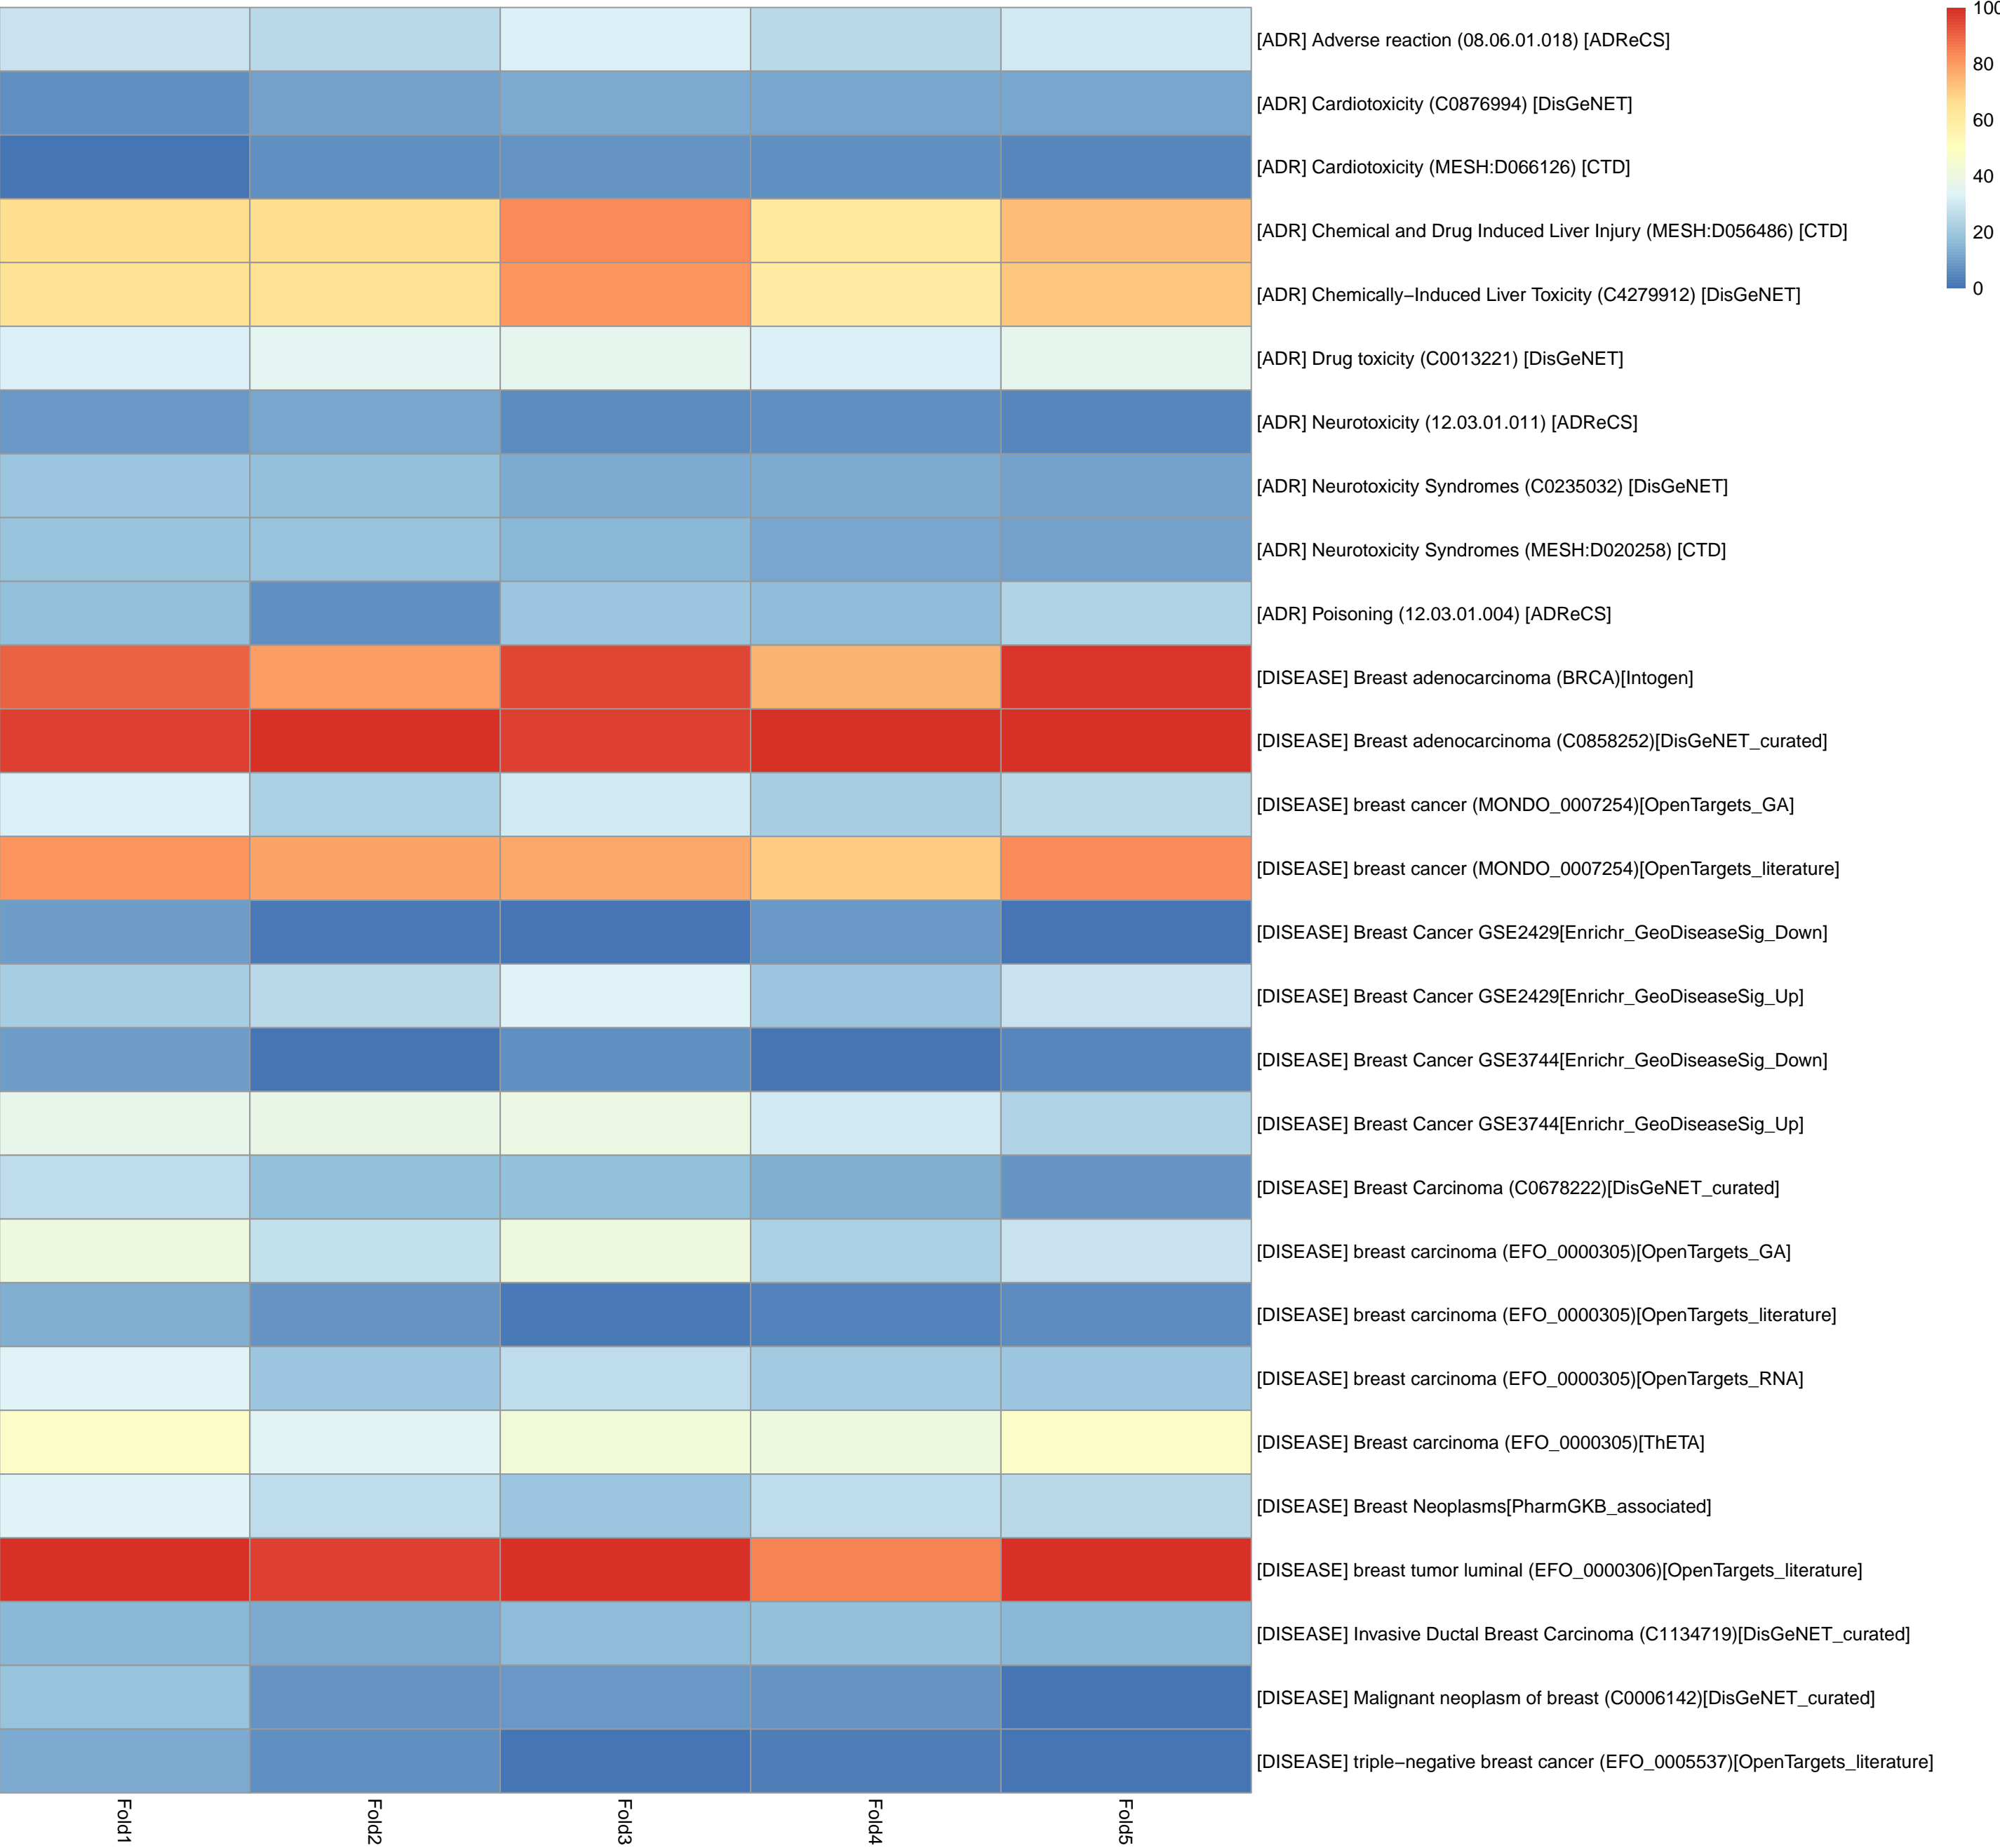 100
[ADR] Adverse reaction (08.06.01.018) [ADReCS]
80
[ADR] Cardiotoxicity (C0876994) [DisGeNET]
60
[ADR] Cardiotoxicity (MESH:D066126) [CTD]
40
[ADR] Chemical and Drug Induced Liver Injury (MESH:D056486) [CTD]
20
[ADR] Chemically−Induced Liver Toxicity (C4279912) [DisGeNET]
0
[ADR] Drug toxicity (C0013221) [DisGeNET]
[ADR] Neurotoxicity (12.03.01.011) [ADReCS]
[ADR] Neurotoxicity Syndromes (C0235032) [DisGeNET]
[ADR] Neurotoxicity Syndromes (MESH:D020258) [CTD]
[ADR] Poisoning (12.03.01.004) [ADReCS]
[DISEASE] Breast adenocarcinoma (BRCA)[Intogen]
[DISEASE] Breast adenocarcinoma (C0858252)[DisGeNET_curated]
[DISEASE] breast cancer (MONDO_0007254)[OpenTargets_GA]
[DISEASE] breast cancer (MONDO_0007254)[OpenTargets_literature]
[DISEASE] Breast Cancer GSE2429[Enrichr_GeoDiseaseSig_Down]
[DISEASE] Breast Cancer GSE2429[Enrichr_GeoDiseaseSig_Up]
[DISEASE] Breast Cancer GSE3744[Enrichr_GeoDiseaseSig_Down]
[DISEASE] Breast Cancer GSE3744[Enrichr_GeoDiseaseSig_Up]
[DISEASE] Breast Carcinoma (C0678222)[DisGeNET_curated]
[DISEASE] breast carcinoma (EFO_0000305)[OpenTargets_GA]
[DISEASE] breast carcinoma (EFO_0000305)[OpenTargets_literature]
[DISEASE] breast carcinoma (EFO_0000305)[OpenTargets_RNA]
[DISEASE] Breast carcinoma (EFO_0000305)[ThETA]
[DISEASE] Breast Neoplasms[PharmGKB_associated]
[DISEASE] breast tumor luminal (EFO_0000306)[OpenTargets_literature]
[DISEASE] Invasive Ductal Breast Carcinoma (C1134719)[DisGeNET_curated]
[DISEASE] Malignant neoplasm of breast (C0006142)[DisGeNET_curated]
[DISEASE] triple−negative breast cancer (EFO_0005537)[OpenTargets_literature]
Fold1
Fold2
Fold3
Fold4
Fold5